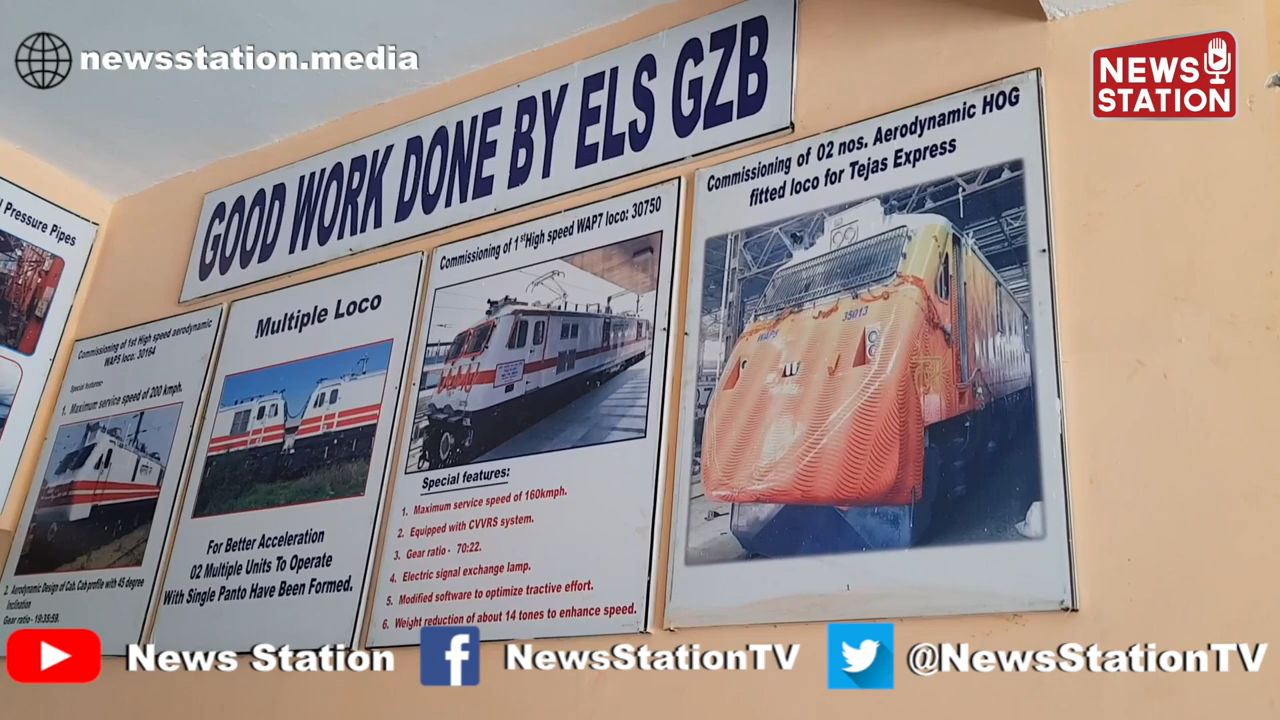 newsstation.media
NEWS
STATION
GOOD WORK DONE BY ELS GZB
Pressure Pipes
Commissioning of 1st High speed aerodynamic
WAP5 loco: 30164
Special features:
1. Maximum service speed of 200 kmph.
2. Aerodynamic Design of Cab. Cab profile with 45 degree
Inclination
Gear ratio - 19:35:59.
Multiple Loco
For Better Acceleration
02 Multiple Units To Operate
With Single Panto Have Been Formed.
Commissioning of 1st High speed WAP7 loco: 30750
Special features:
1. Maximum service speed of 160kmph.
2. Equipped with CVVRS system.
3. Gear ratio - 70:22.
4. Electric signal exchange lamp.
5. Modified software to optimize tractive effort.
6. Weight reduction of about 14 tones to enhance speed.
Commissioning of 02 nos. Aerodynamic HOG
fitted loco for Tejas Express
WAP5
35013
1
News Station
NewsStationTV
@NewsStationTV